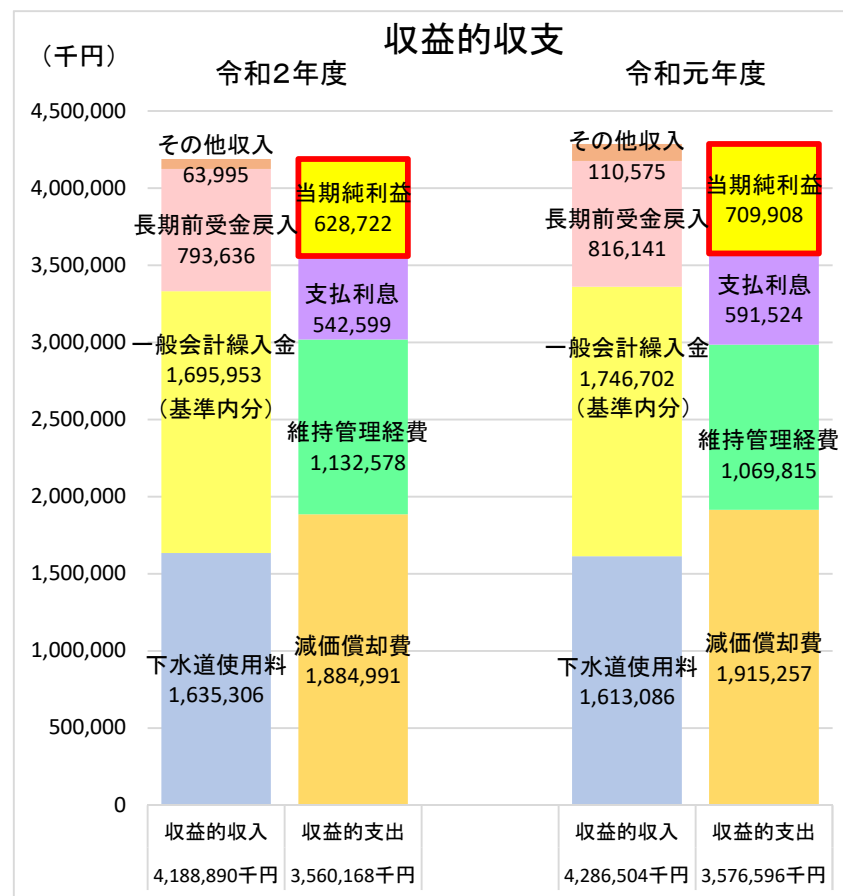 収益的収支
（千円）
令和２年度
令和元年度
4,500,000
4,000,000
3,500,000
3,000,000
2,500,000
2,000,000
1,500,000
1,000,000
500,000
0
その他収入
63,995
長期前受金戻入
793,636
一般会計繰入金
1,695,953
（基準内分）
下水道使用料
1,635,306
当期純利益
628,722
支払利息
542,599
維持管理経費
1,132,578
減価償却費
1,884,991
その他収入
110,575
長期前受金戻入
816,141
一般会計繰入金
1,746,702
（基準内分）
下水道使用料
1,613,086
当期純利益
709,908
支払利息
591,524
維持管理経費
1,069,815
減価償却費
1,915,257
収益的収入
収益的支出
収益的収入
収益的支出
4,188,890千円
3,560,168千円
4,286,504千円
3,576,596千円